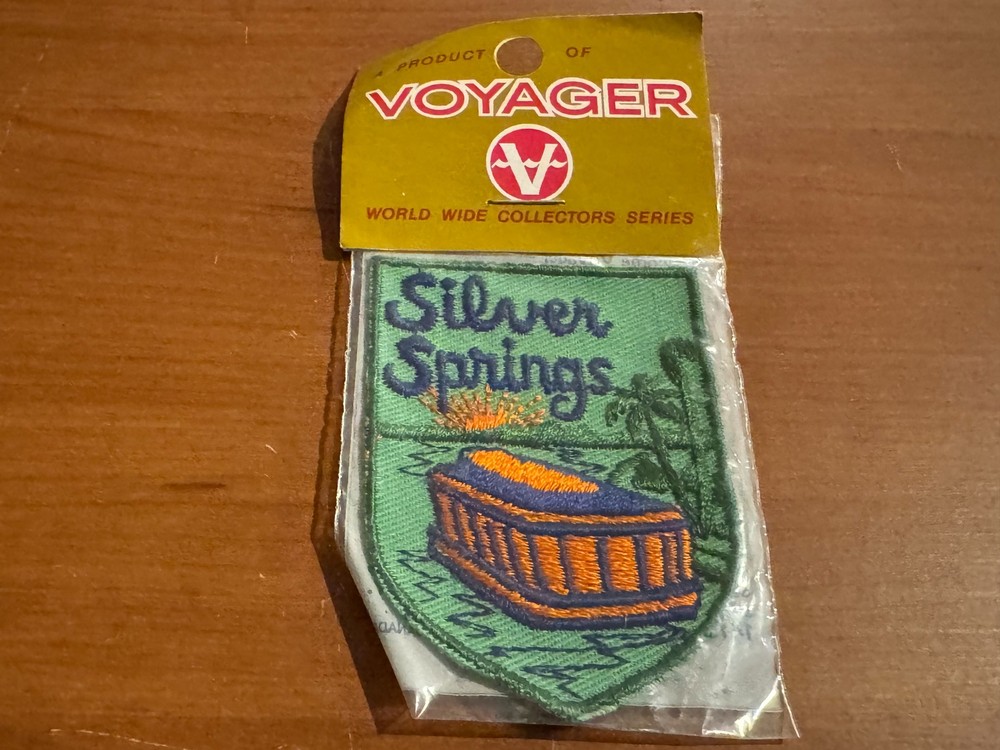 A PRODUCT OF
VOYAGER
V
WORLD WIDE COLLECTORS SERIES
Silver
Springs